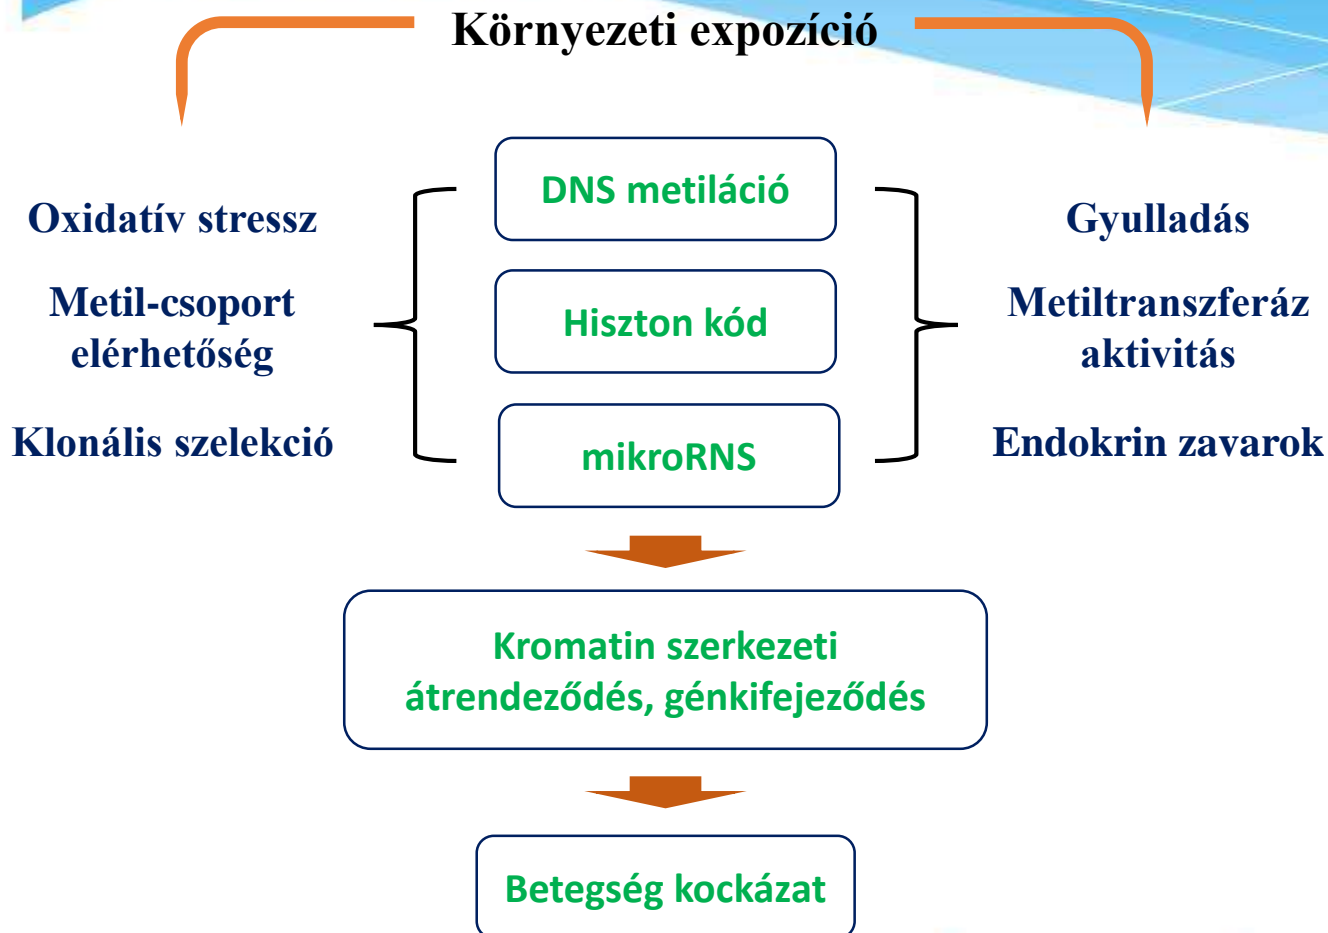 Környezeti expozíció
Oxidatív stressz
Metil-csoport
elérhetőség
Klonális szelekció
DNS metiláció
Hiszton kód
mikroRNS
Gyulladás
Metiltranszferáz
aktivitás
Endokrin zavarok
Kromatin szerkezeti
átrendeződés, génkifejeződés
Betegség kockázat